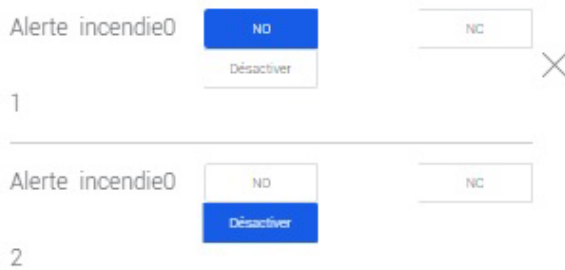 Alerte incendie0 NO NC
Désactiver
1
Alerte incendie0 NO NC
Désactiver
2